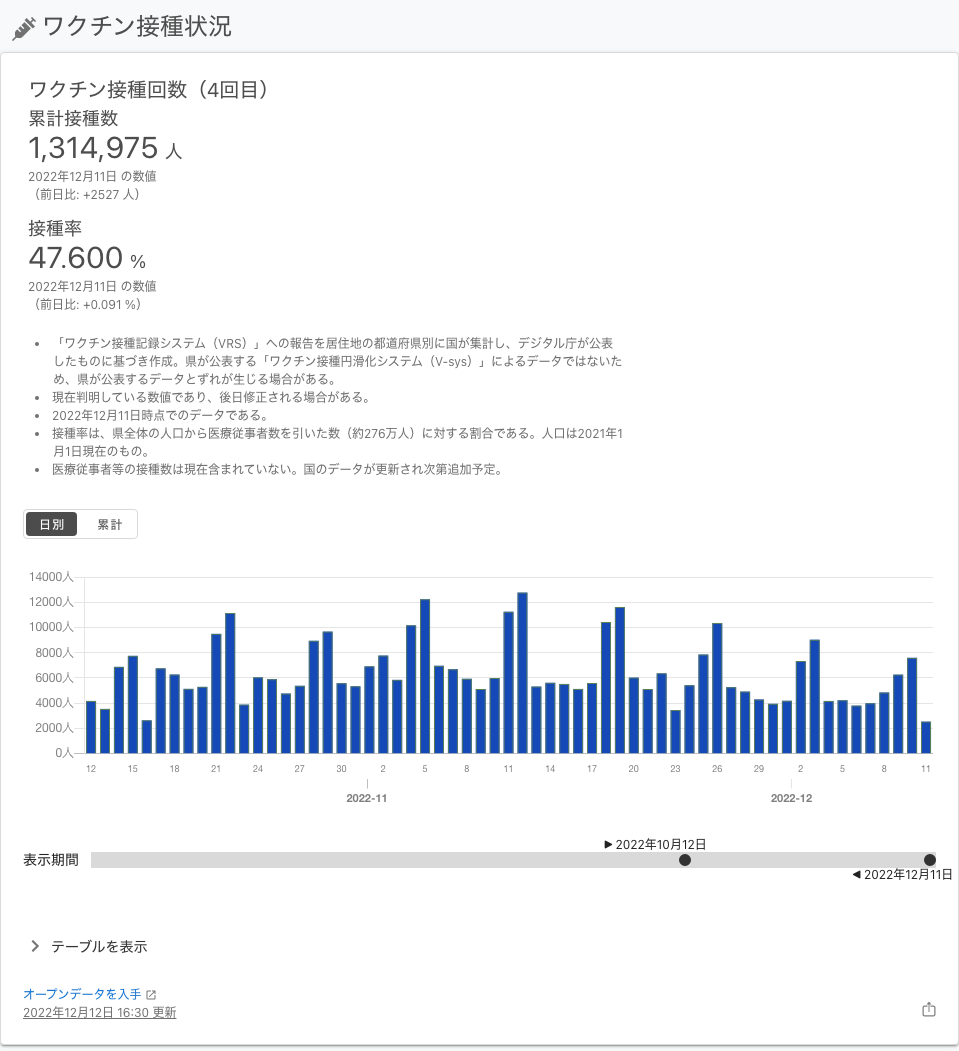 ワクチン接種状況
ワクチン接種回数（4回目）
累計接種数
1,314,975 人
2022年12月11日 の数値
（前日比: +2527 人）
接種率
47.600 %
2022年12月11日 の数値
（前日比: +0.091 %）
• 「ワクチン接種記録システム（VRS）」への報告を居住地の都道府県別に国が集計し、デジタル庁が公表
したものに基づき作成。県が公表する「ワクチン接種円滑化システム（V-sys）」によるデータではないた
め、県が公表するデータとずれが生じる場合がある。
• 現在判明している数値であり、後日修正される場合がある。
• 2022年12月11日時点でのデータである。
• 接種率は、県全体の人口から医療従事者数を引いた数（約276万人）に対する割合である。人口は2021年1
月1日現在のもの。
• 医療従事者等の接種数は現在含まれていない。国のデータが更新され次第追加予定。
日別 累計
14000人
12000人
10000人
8000人
6000人
4000人
2000人
0人
12 15 18 21 24 27 30 2 5 8 11 14 17 20 23 26 29 2 5 8 11
2022-11 2022-12
▶ 2022年10月12日
表示期間
◀ 2022年12月11日
テーブルを表示
オープンデータを入手
2022年12月12日 16:30 更新